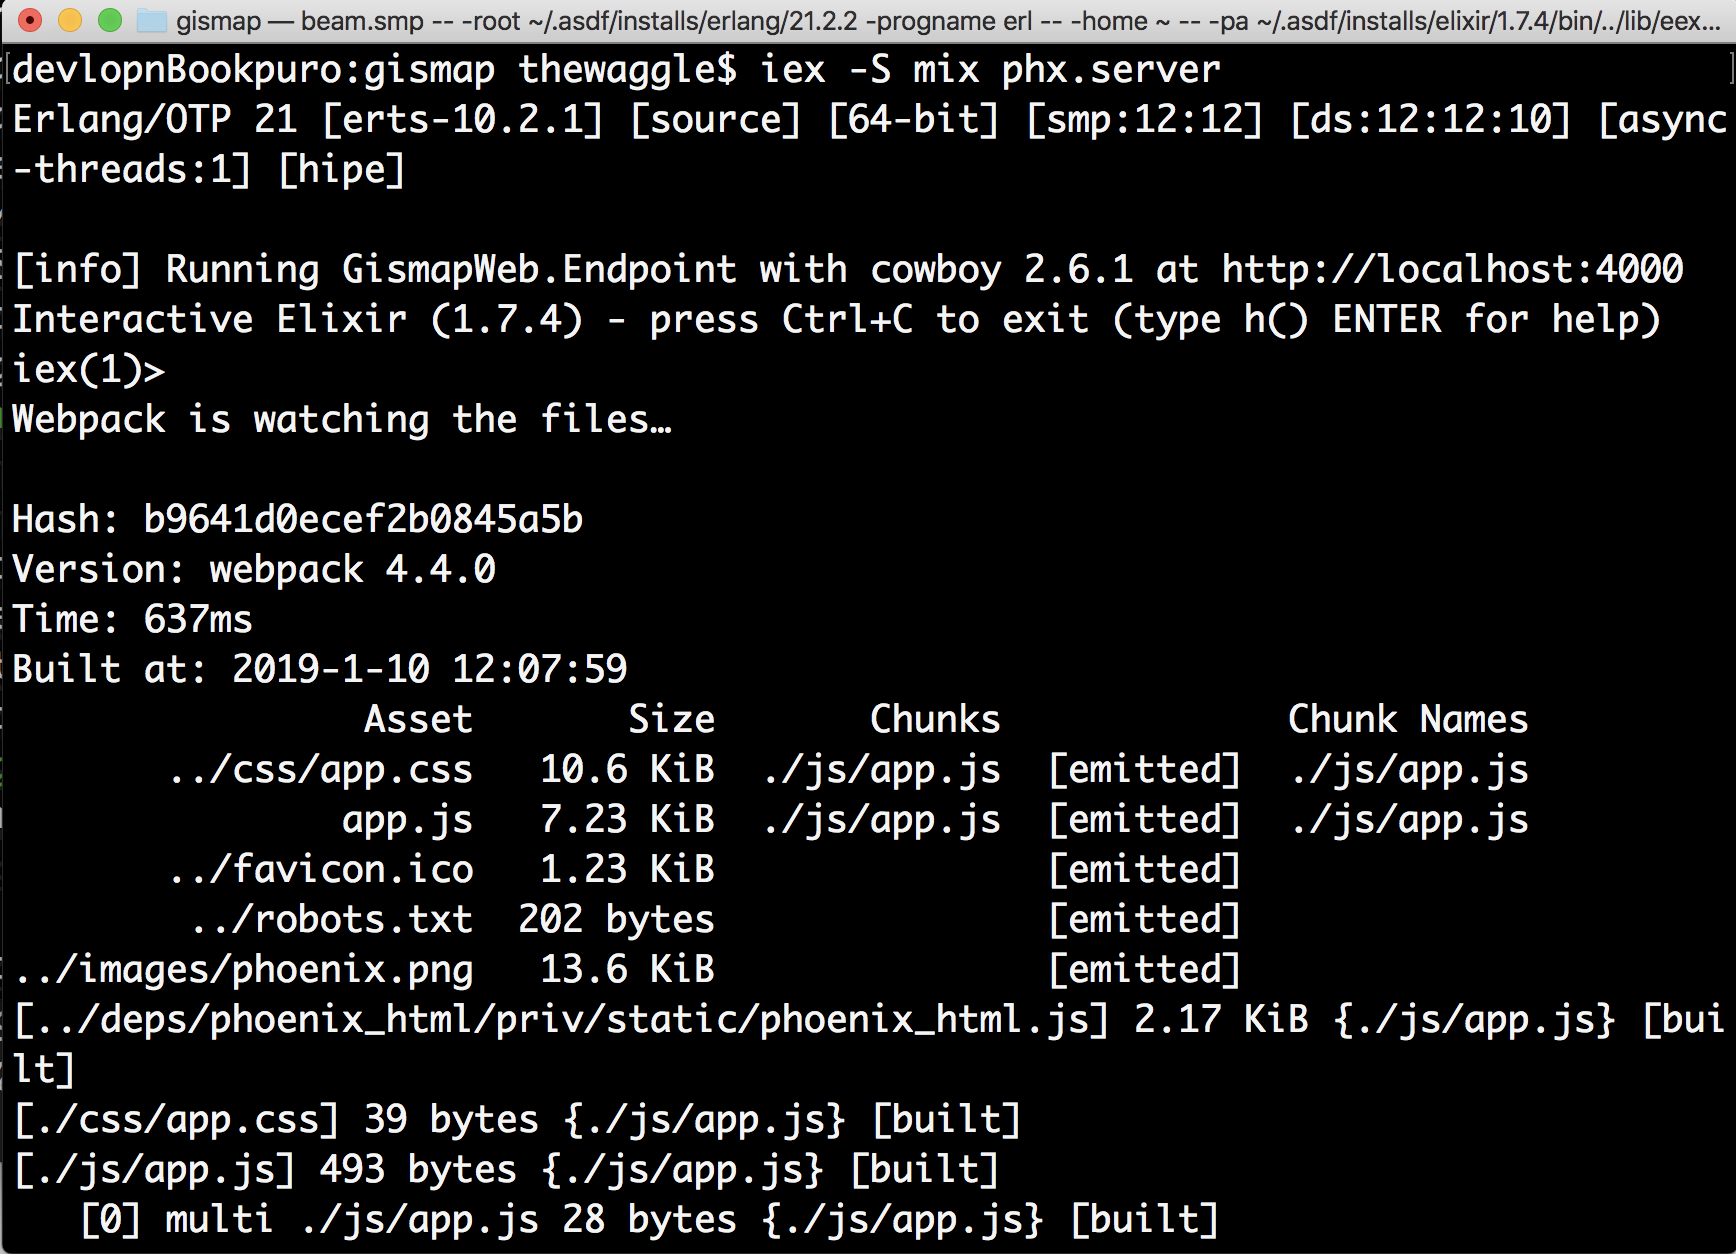 gismap — beam.smp -- -root ~/.asdf/installs/erlang/21.2.2 -progname erl -- -home ~ -- -pa ~/.asdf/installs/elixir/1.7.4/bin/../lib/eex...
[devlopnBookpuro:gismap thewaggle$ iex -S mix phx.server ]
Erlang/OTP 21 [erts-10.2.1] [source] [64-bit] [smp:12:12] [ds:12:12:10] [async
-threads:1] [hipe]
[info] Running GismapWeb.Endpoint with cowboy 2.6.1 at http://localhost:4000
Interactive Elixir (1.7.4) - press Ctrl+C to exit (type h() ENTER for help)
iex(1)>
Webpack is watching the files…
Hash: b9641d0ecef2b0845a5b
Version: webpack 4.4.0
Time: 637ms
Built at: 2019-1-10 12:07:59
Asset Size Chunks Chunk Names
../css/app.css 10.6 KiB ./js/app.js [emitted] ./js/app.js
app.js 7.23 KiB ./js/app.js [emitted] ./js/app.js
../favicon.ico 1.23 KiB [emitted]
../robots.txt 202 bytes [emitted]
../images/phoenix.png 13.6 KiB [emitted]
[../deps/phoenix_html/priv/static/phoenix_html.js] 2.17 KiB {./js/app.js} [bui
lt]
[./css/app.css] 39 bytes {./js/app.js} [built]
[./js/app.js] 493 bytes {./js/app.js} [built]
[0] multi ./js/app.js 28 bytes {./js/app.js} [built]